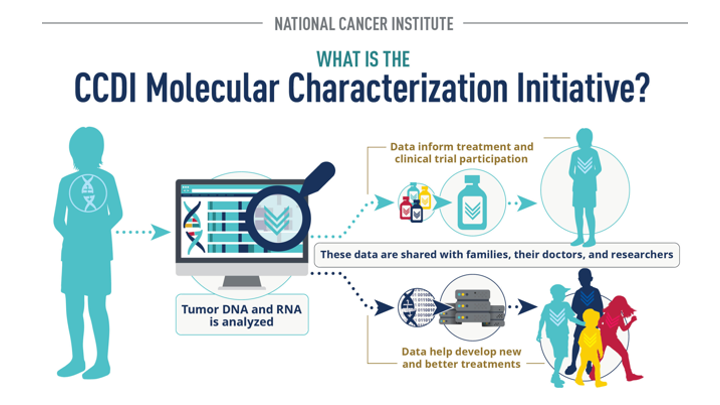 NATIONAL CANCER INSTITUTE
WHAT IS THE
CCDI Molecular Characterization Initiative?
Data inform treatment and
clinical trial participation
These data are shared with families, their doctors, and researchers
Tumor DNA and RNA
is analyzed
Data help develop new
and better treatments